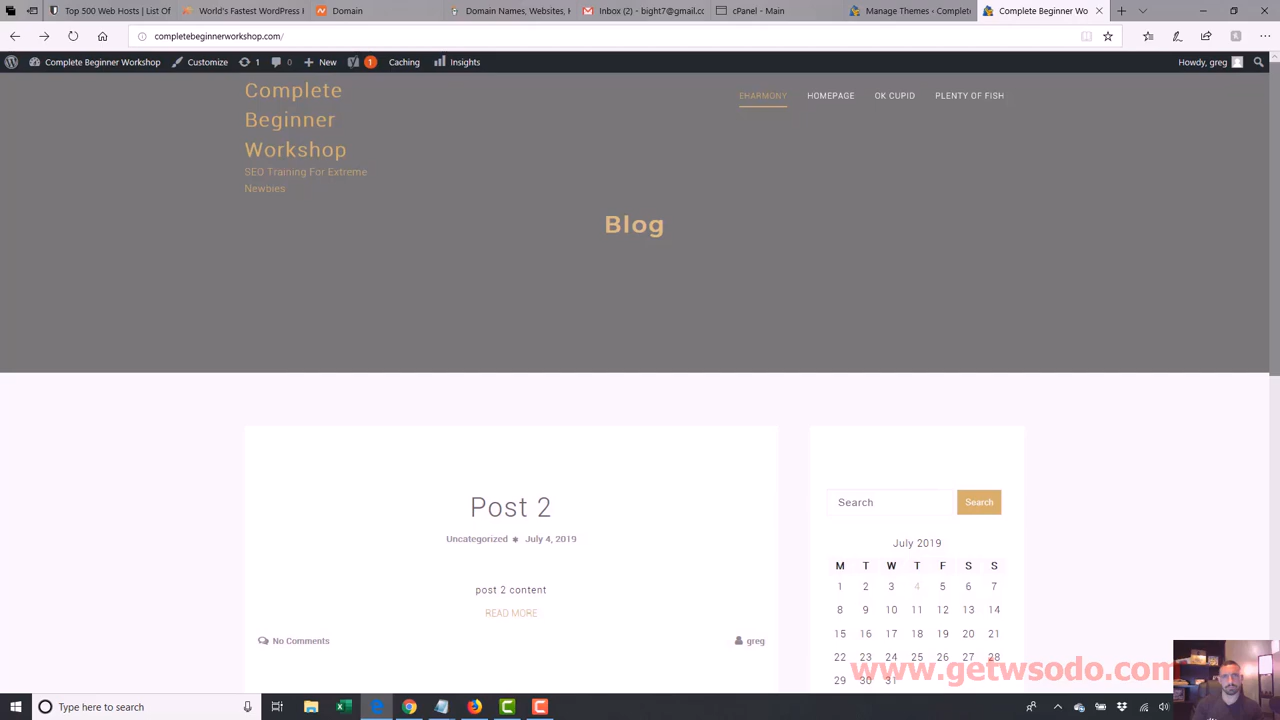 Top 500 Web Hosts | List Of
World's Fastest WordPress H
Domain
Domain Names, Websites, H
Inbox (2) - bight7@gmail.cc
cPanel - Main
Manage Themes ‹ Complete
Complete Beginner Wo
completebeginnerworkshop.com/
Complete Beginner Workshop
Customize
1
0
New
1
Caching
Insights
Howdy, greg
Complete
Beginner
Workshop
SEO Training For Extreme
Newbies
EHARMONY
HOMEPAGE
OK CUPID
PLENTY OF FISH
Blog
Post 2
Uncategorized ✱ July 4, 2019
post 2 content
READ MORE
No Comments
greg
Search
Search
July 2019
M T W T F S S
1 2 3 4 5 6 7
8 9 10 11 12 13 14
15 16 17 18 19 20 21
22 23 24 25 26 27 28
29 30 31
www.getwsodo.com
Type here to search